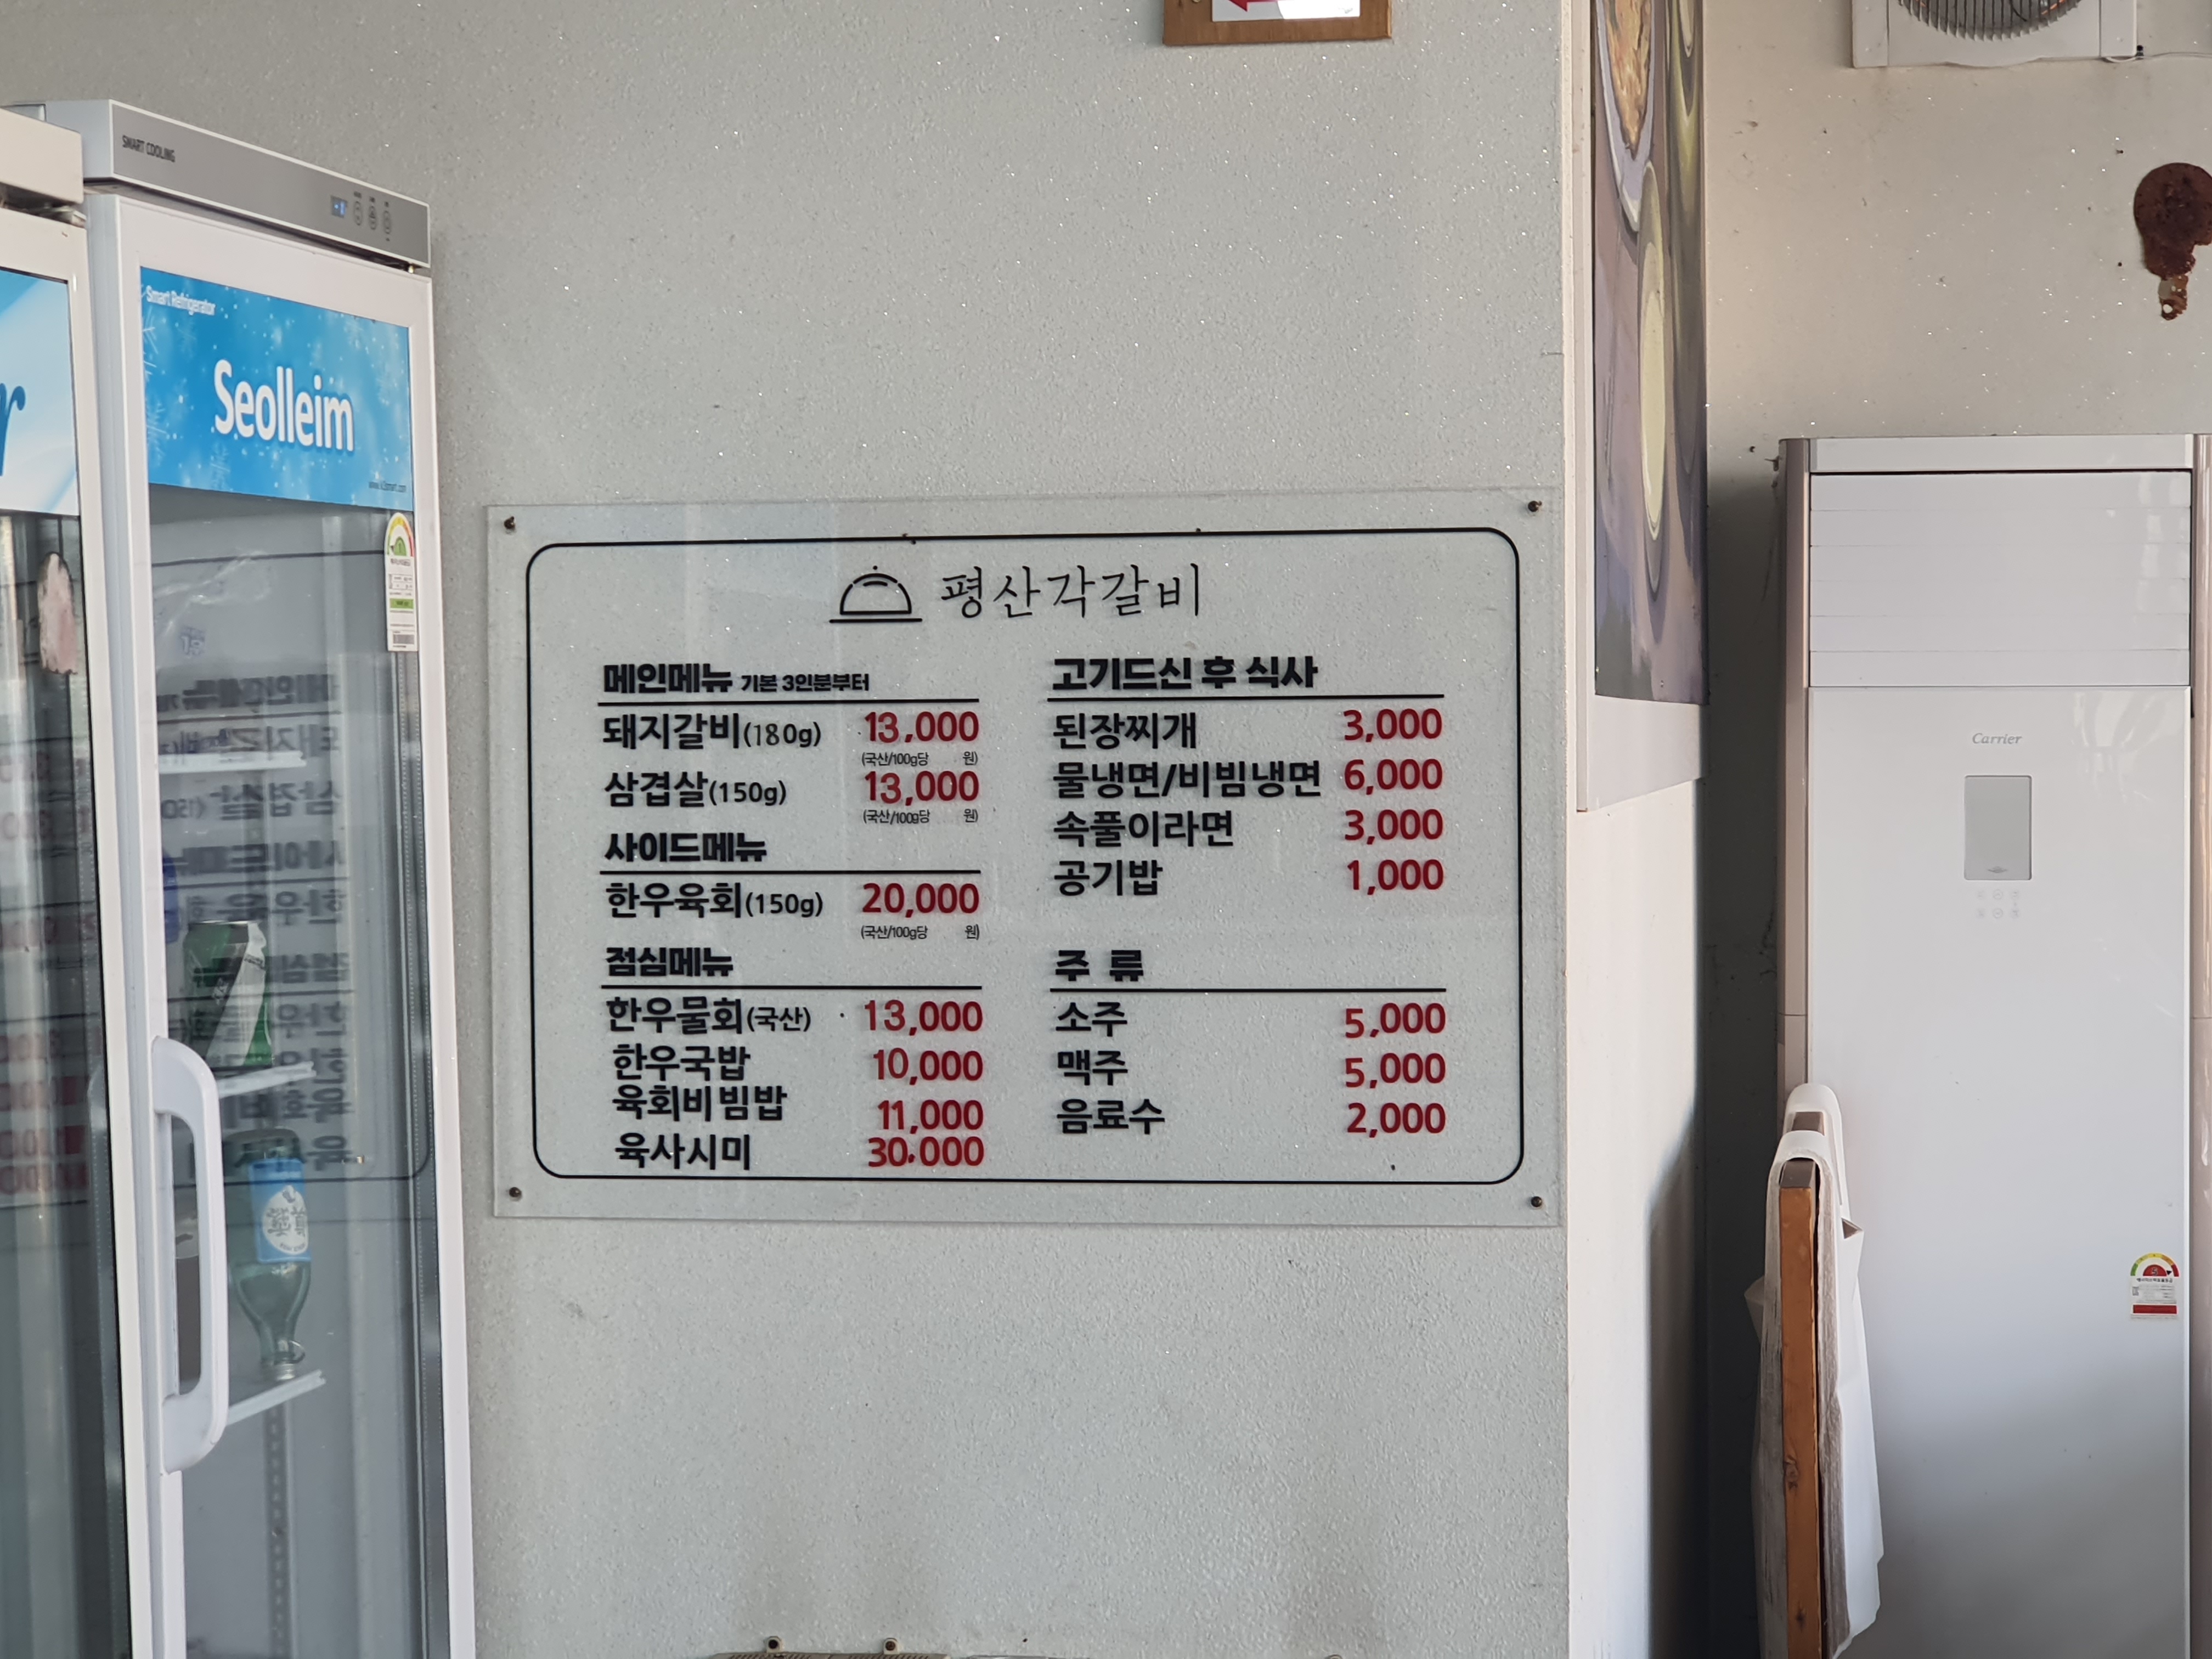 SMART COOLING
Smart Refrigerator
Seolleim
평산각갈비
메인메뉴 기본 3인분부터
돼지갈비(180g) 13,000
(국산/100g당 원)
삼겹살(150g) 13,000
(국산/100g당 원)
사이드메뉴
한우육회(150g) 20,000
(국산/100g당 원)
점심메뉴
한우물회(국산) 13,000
한우국밥 10,000
육회비빔밥 11,000
육사시미 30,000
고기드신 후 식사
된장찌개 3,000
물냉면/비빔냉면 6,000
속풀이라면 3,000
공기밥 1,000
주 류
소주 5,000
맥주 5,000
음료수 2,000
Carrier